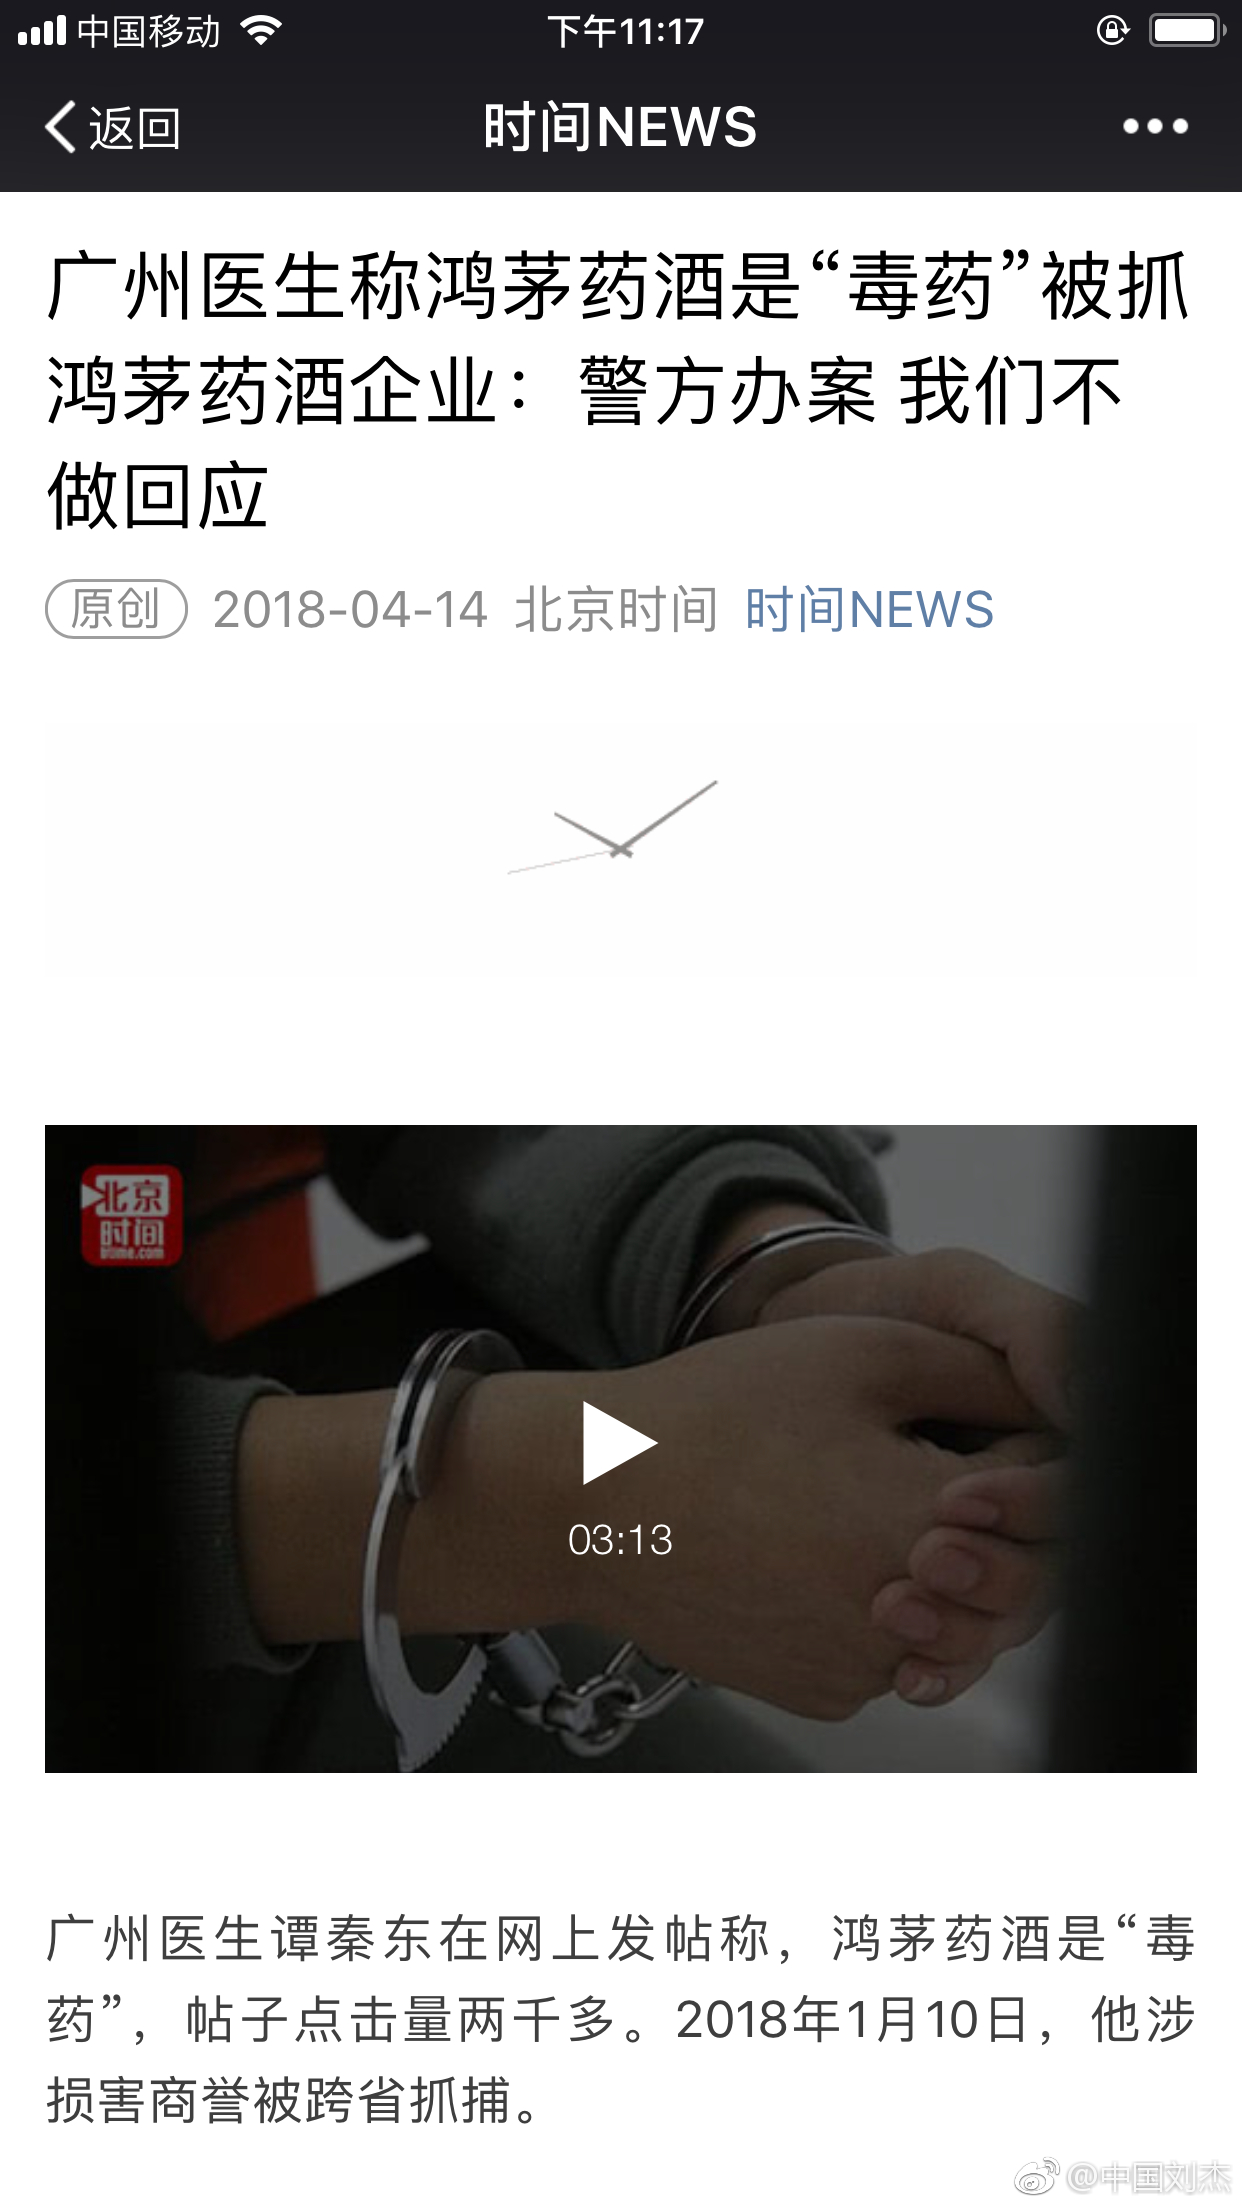 中国移动
下午11:17
返回
时间NEWS
广州医生称鸿茅药酒是“毒药”被抓
鸿茅药酒企业：警方办案 我们不
做回应
原创 2018-04-14 北京时间 时间NEWS
北京
时间
btime.com
03:13
广州医生谭秦东在网上发帖称，鸿茅药酒是“毒
药”，帖子点击量两千多。2018年1月10日，他涉
损害商誉被跨省抓捕。
@中国刘杰